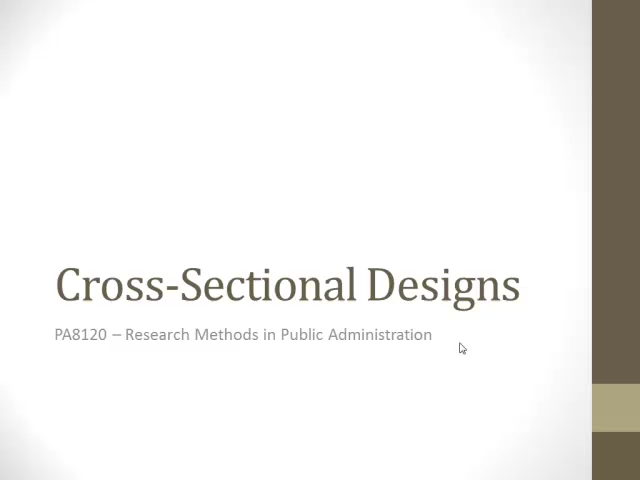 Cross-Sectional Designs
PA8120 – Research Methods in Public Administration